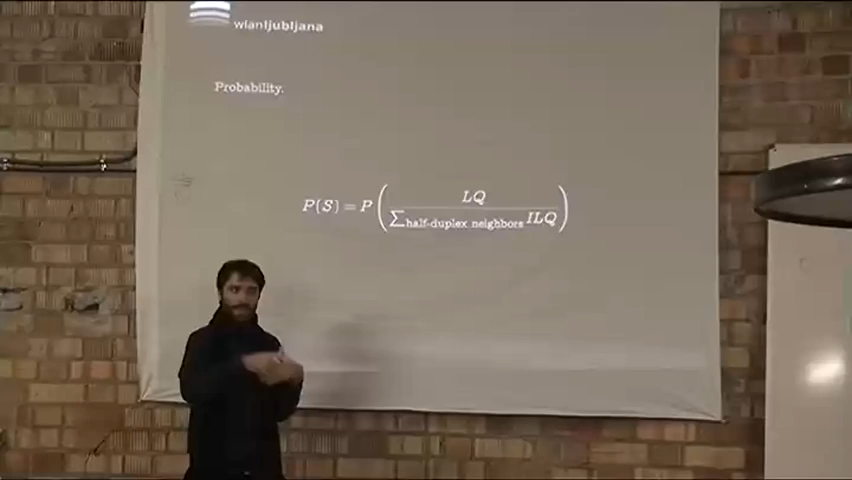 wlanljubljana
Probability.
P(S) = P ( LQ / ∑half-duplex neighbors ILQ )